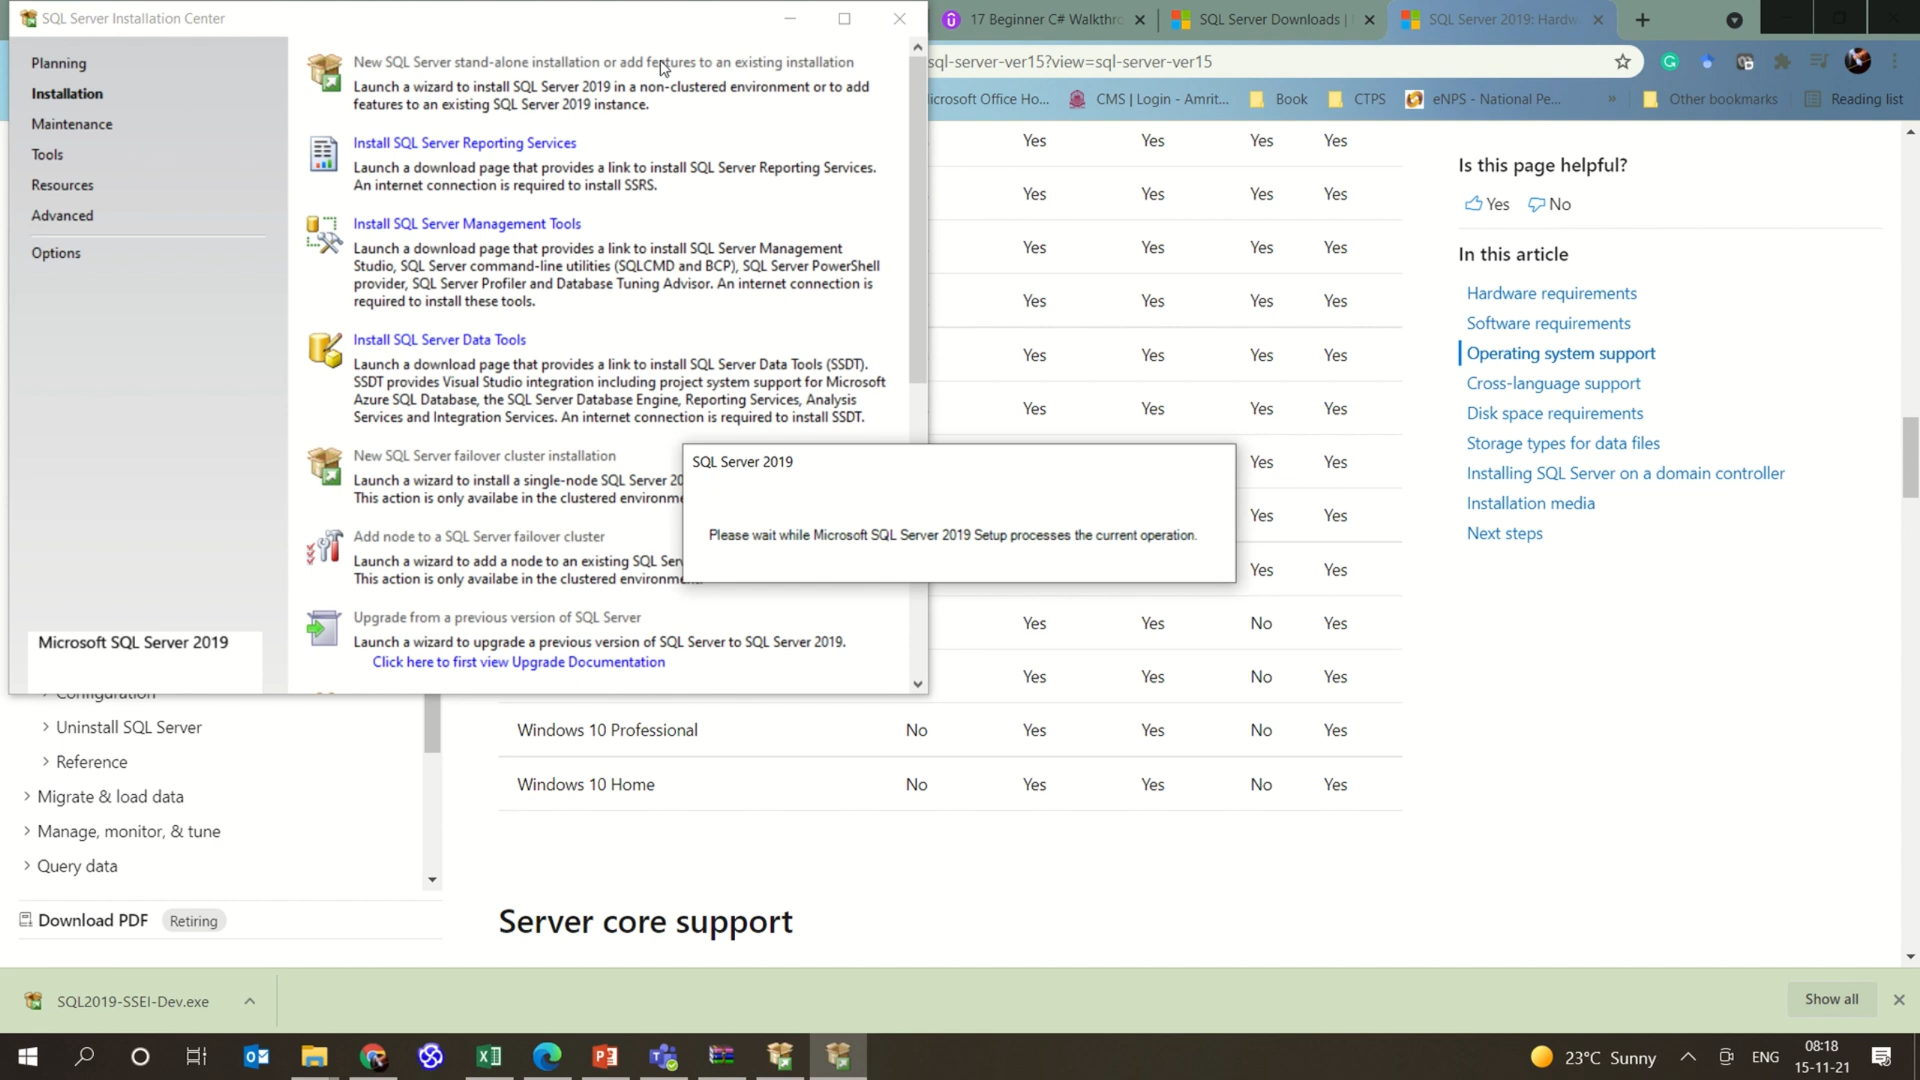 SQL Server Installation Center
17 Beginner C# Walkthro
SQL Server Downloads |
SQL Server 2019: Hardw
sql-server-ver15?view=sql-server-ver15
icrosoft Office Ho...
CMS | Login - Amrit...
Book
CTPS
eNPS - National Pe...
»
Other bookmarks
Reading list
Planning
Installation
Maintenance
Tools
Resources
Advanced
Options
Microsoft SQL Server 2019
New SQL Server stand-alone installation or add features to an existing installation
Launch a wizard to install SQL Server 2019 in a non-clustered environment or to add
features to an existing SQL Server 2019 instance.
Install SQL Server Reporting Services
Launch a download page that provides a link to install SQL Server Reporting Services.
An internet connection is required to install SSRS.
Install SQL Server Management Tools
Launch a download page that provides a link to install SQL Server Management
Studio, SQL Server command-line utilities (SQLCMD and BCP), SQL Server PowerShell
provider, SQL Server Profiler and Database Tuning Advisor. An internet connection is
required to install these tools.
Install SQL Server Data Tools
Launch a download page that provides a link to install SQL Server Data Tools (SSDT).
SSDT provides Visual Studio integration including project system support for Microsoft
Azure SQL Database, the SQL Server Database Engine, Reporting Services, Analysis
Services and Integration Services. An internet connection is required to install SSDT.
New SQL Server failover cluster installation
Launch a wizard to install a single-node SQL Server 20
This action is only availabe in the clustered environme
Add node to a SQL Server failover cluster
Launch a wizard to add a node to an existing SQL Serv
This action is only availabe in the clustered environmen.
Upgrade from a previous version of SQL Server
Launch a wizard to upgrade a previous version of SQL Server to SQL Server 2019.
Click here to first view Upgrade Documentation
SQL Server 2019
Please wait while Microsoft SQL Server 2019 Setup processes the current operation.
Yes Yes Yes Yes
Yes Yes Yes Yes
Yes Yes Yes Yes
Yes Yes Yes Yes
Yes Yes Yes Yes
Yes Yes Yes Yes
Yes Yes
Yes Yes
Yes Yes
Yes Yes No Yes
Yes Yes No Yes
Windows 10 Professional No Yes Yes No Yes
Windows 10 Home No Yes Yes No Yes
Server core support
Is this page helpful?
Yes No
In this article
Hardware requirements
Software requirements
Operating system support
Cross-language support
Disk space requirements
Storage types for data files
Installing SQL Server on a domain controller
Installation media
Next steps
Configuration
Uninstall SQL Server
Reference
Migrate & load data
Manage, monitor, & tune
Query data
Download PDF Retiring
SQL2019-SSEI-Dev.exe
Show all
23°C Sunny
ENG
08:18
15-11-21